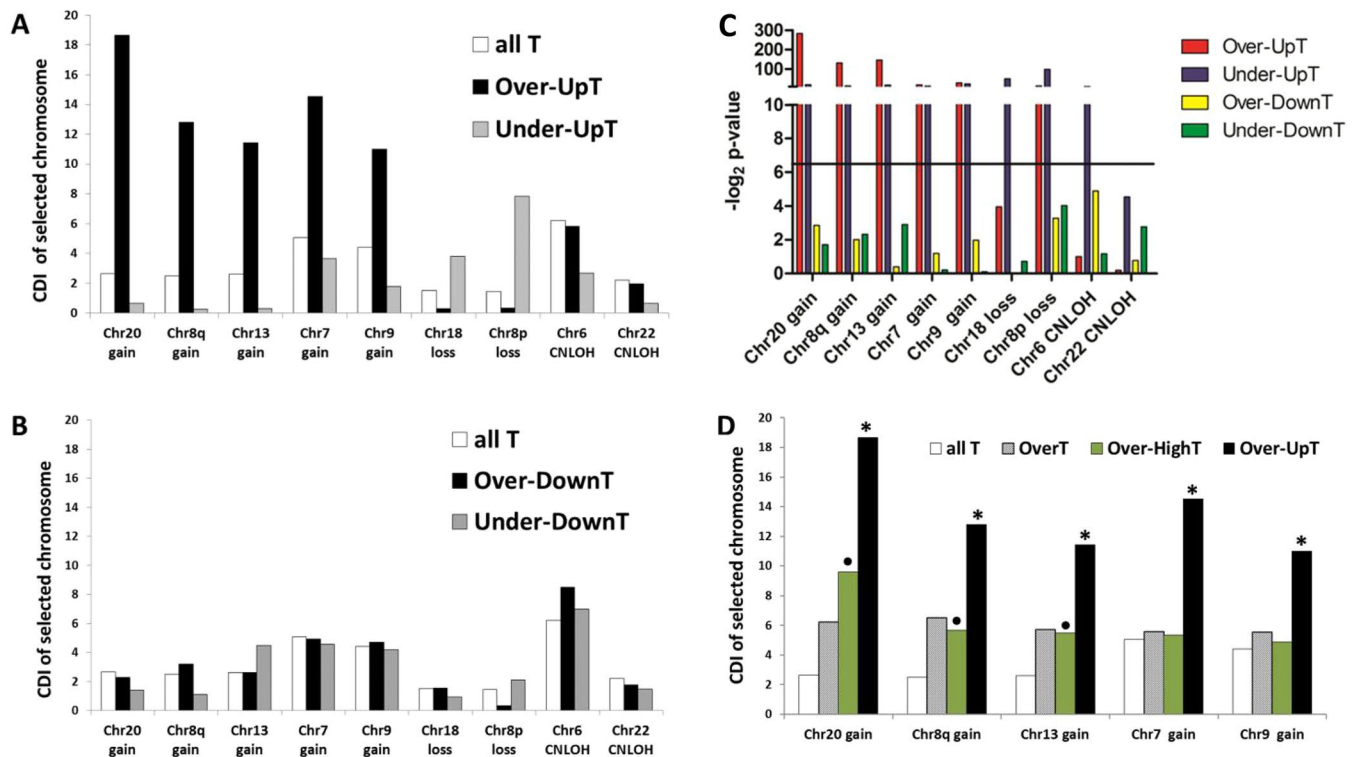 A
CDI of selected chromosome
20
18
16
14
12
10
8
6
4
2
0
all T
Over-UpT
Under-UpT
Chr20 gain
Chr8q gain
Chr13 gain
Chr7 gain
Chr9 gain
Chr18 loss
Chr8p loss
Chr6 CNLOH
Chr22 CNLOH
B
CDI of selected chromosome
20
18
16
14
12
10
8
6
4
2
0
all T
Over-DownT
Under-DownT
Chr20 gain
Chr8q gain
Chr13 gain
Chr7 gain
Chr9 gain
Chr18 loss
Chr8p loss
Chr6 CNLOH
Chr22 CNLOH
C
-log2 p-value
300
200
100
10
8
6
4
2
0
Over-UpT
Under-UpT
Over-DownT
Under-DownT
Chr20 gain
Chr8q gain
Chr13 gain
Chr7 gain
Chr9 gain
Chr18 loss
Chr8p loss
Chr6 CNLOH
Chr22 CNLOH
D
CDI of selected chromosome
20
18
16
14
12
10
8
6
4
2
0
all T
OverT
Over-HighT
Over-UpT
*
*
*
*
*
Chr20 gain
Chr8q gain
Chr13 gain
Chr7 gain
Chr9 gain